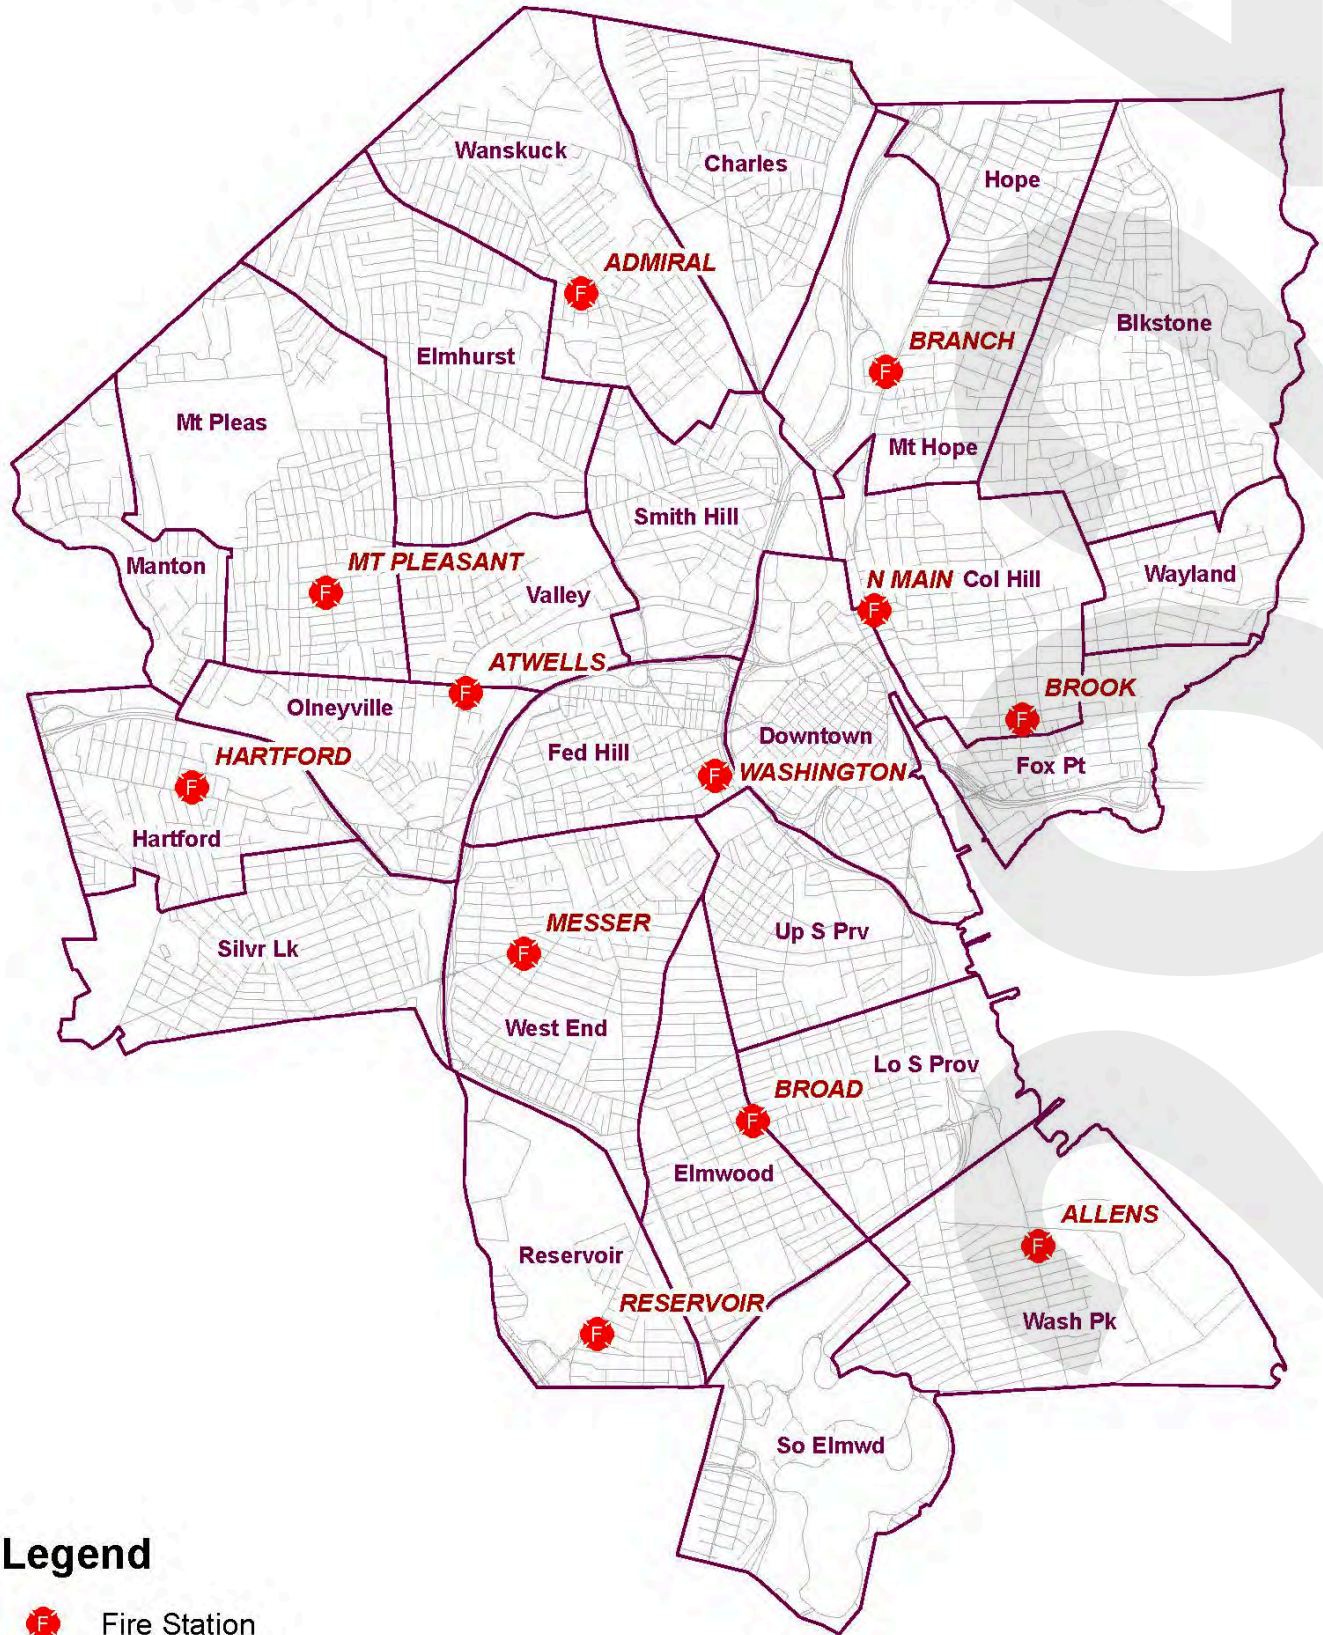 Wanskuck
Charles
Hope
ADMIRAL
Blkstone
BRANCH
Elmhurst
Mt Pleas
Mt Hope
Smith Hill
MT PLEASANT
Manton
Valley
N MAIN
Col Hill
Wayland
ATWELLS
BROOK
Olneyville
Downtown
HARTFORD
Fed Hill
Fox Pt
WASHINGTON
Hartford
MESSER
Up S Prv
Silvr Lk
West End
Lo S Prov
BROAD
Elmwood
ALLENS
Reservoir
RESERVOIR
Wash Pk
So Elmwd
Legend
F Fire Station